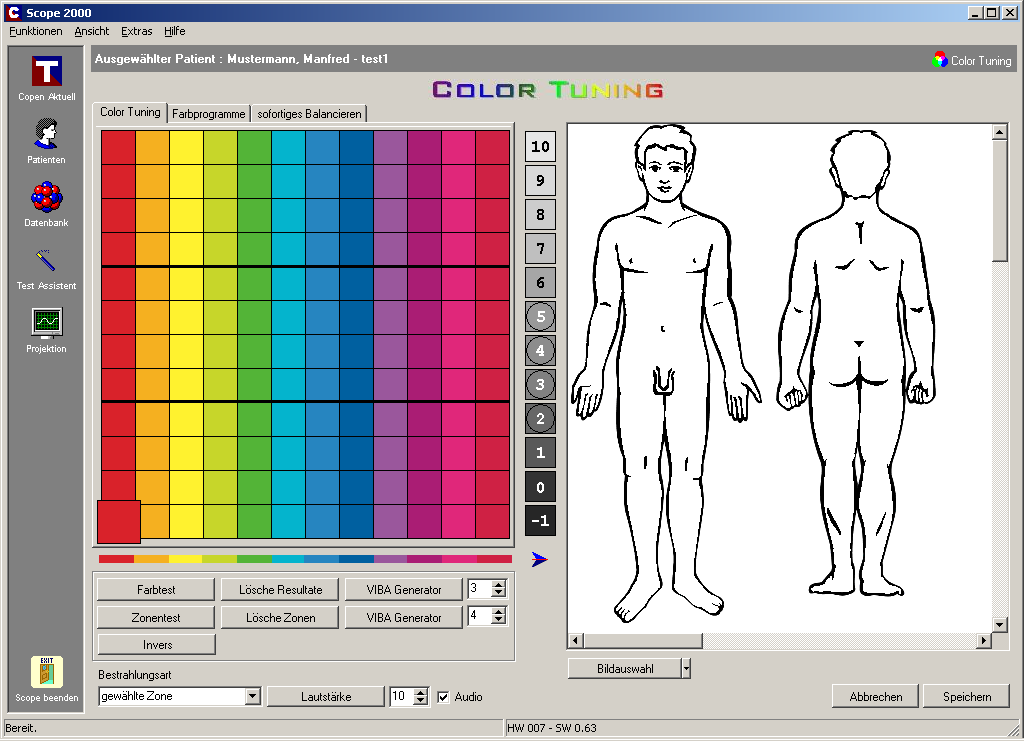 Scope 2000
Funktionen Ansicht Extras Hilfe
Ausgewählter Patient : Mustermann, Manfred - test1
Color Tuning
Copen Aktuell
Patienten
Datenbank
Test Assistent
Projektion
EXIT
Scope beenden
COLOR TUNING
Color Tuning Farbprogramme sofortiges Balancieren
10
9
8
7
6
5
4
3
2
1
0
-1
Farbtest Lösche Resultate VIBA Generator 3
Zonentest Lösche Zonen VIBA Generator 4
Invers
Bestrahlungsart
gewählte Zone Lautstärke 10 Audio
Bildauswahl
Abbrechen Speichern
Bereit. HW 007 - SW 0.63